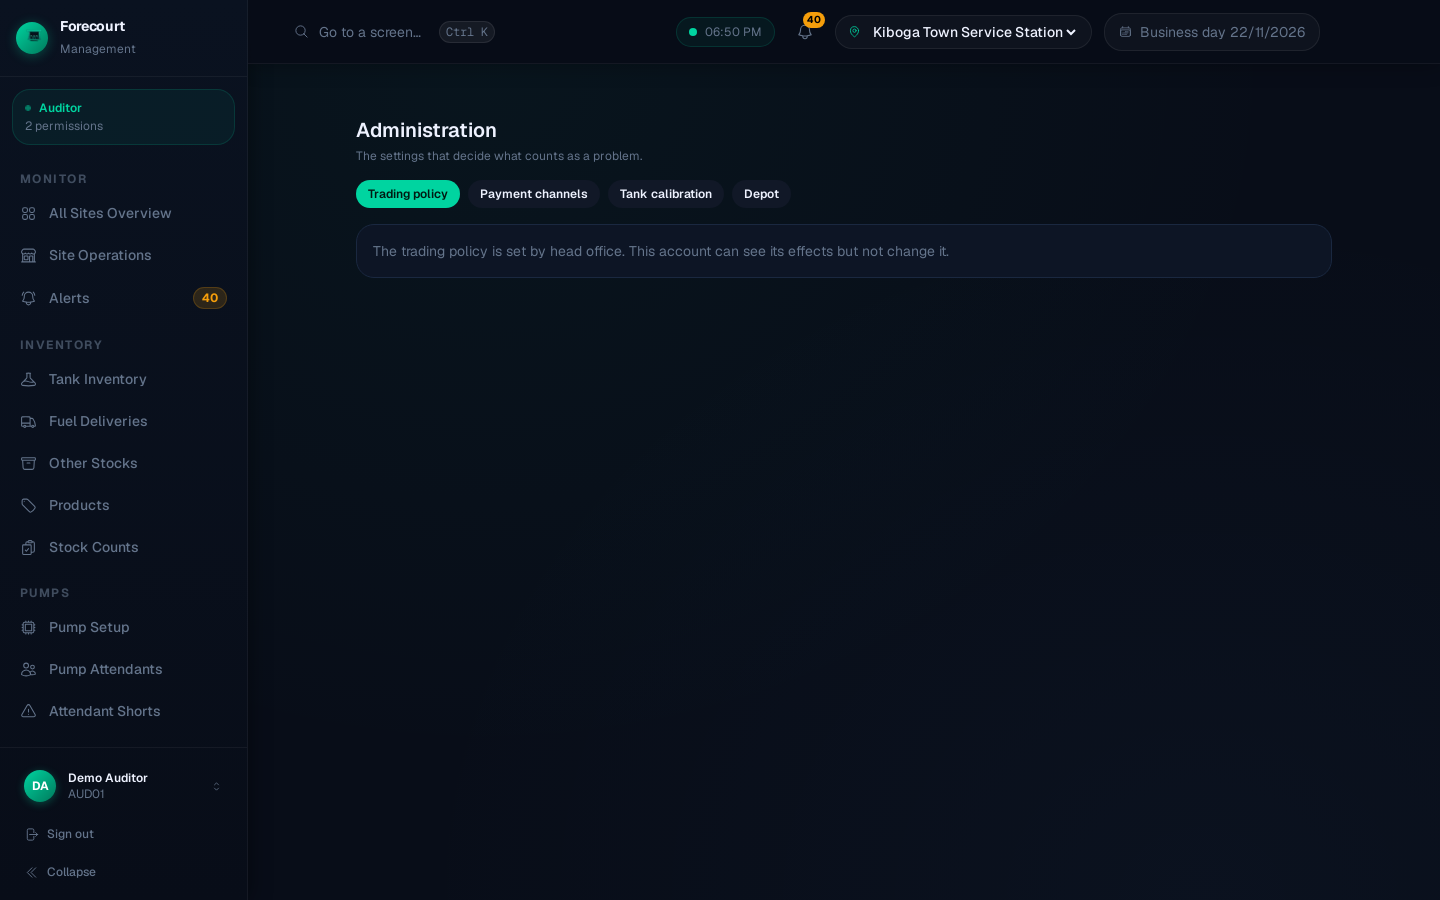 Forecourt
Management
Auditor
2 permissions
MONITOR
All Sites Overview
Site Operations
Alerts
40
INVENTORY
Tank Inventory
Fuel Deliveries
Other Stocks
Products
Stock Counts
PUMPS
Pump Setup
Pump Attendants
Attendant Shorts
DA
Demo Auditor
AUD01
Sign out
Collapse
Go to a screen...
Ctrl K
06:50 PM
40
Kiboga Town Service Station
Business day 22/11/2026
Administration
The settings that decide what counts as a problem.
Trading policy
Payment channels
Tank calibration
Depot
The trading policy is set by head office. This account can see its effects but not change it.